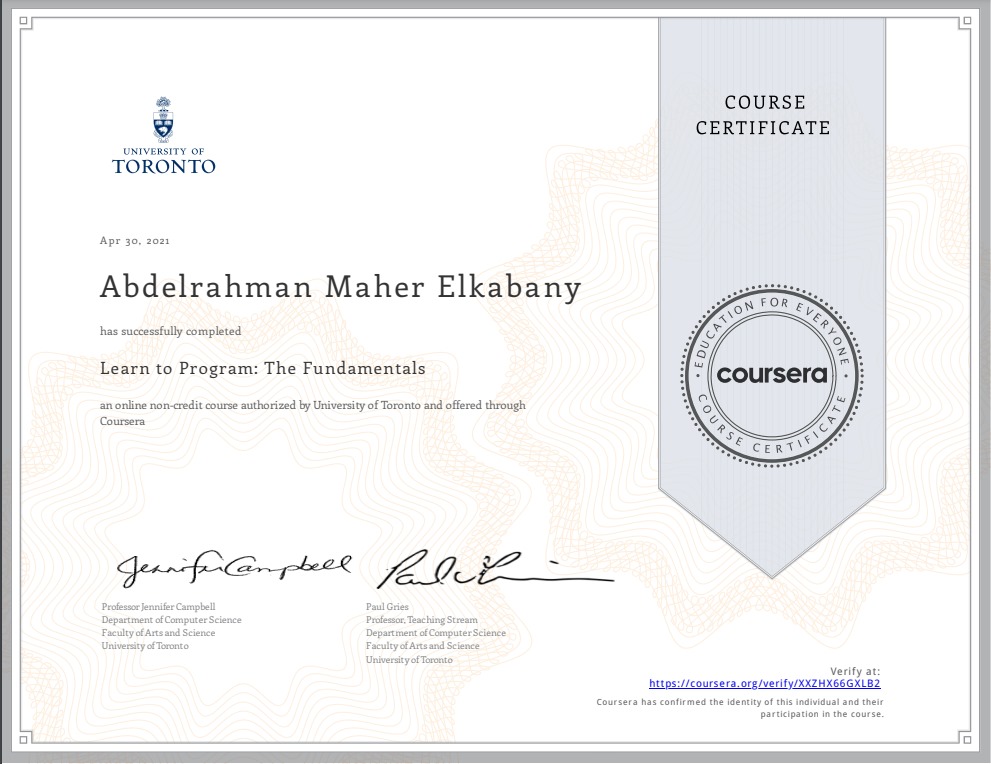 UNIVERSITY OF
TORONTO
COURSE
CERTIFICATE
Apr 30, 2021
Abdelrahman Maher Elkabany
has successfully completed
Learn to Program: The Fundamentals
an online non-credit course authorized by University of Toronto and offered through
Coursera
EDUCATION FOR EVERYONE
coursera
COURSE CERTIFICATE
Jennifer Campbell
Paul Gries
Professor Jennifer Campbell
Department of Computer Science
Faculty of Arts and Science
University of Toronto
Paul Gries
Professor, Teaching Stream
Department of Computer Science
Faculty of Arts and Science
University of Toronto
Verify at:
https://coursera.org/verify/XXZHX66GXLB2
Coursera has confirmed the identity of this individual and their
participation in the course.